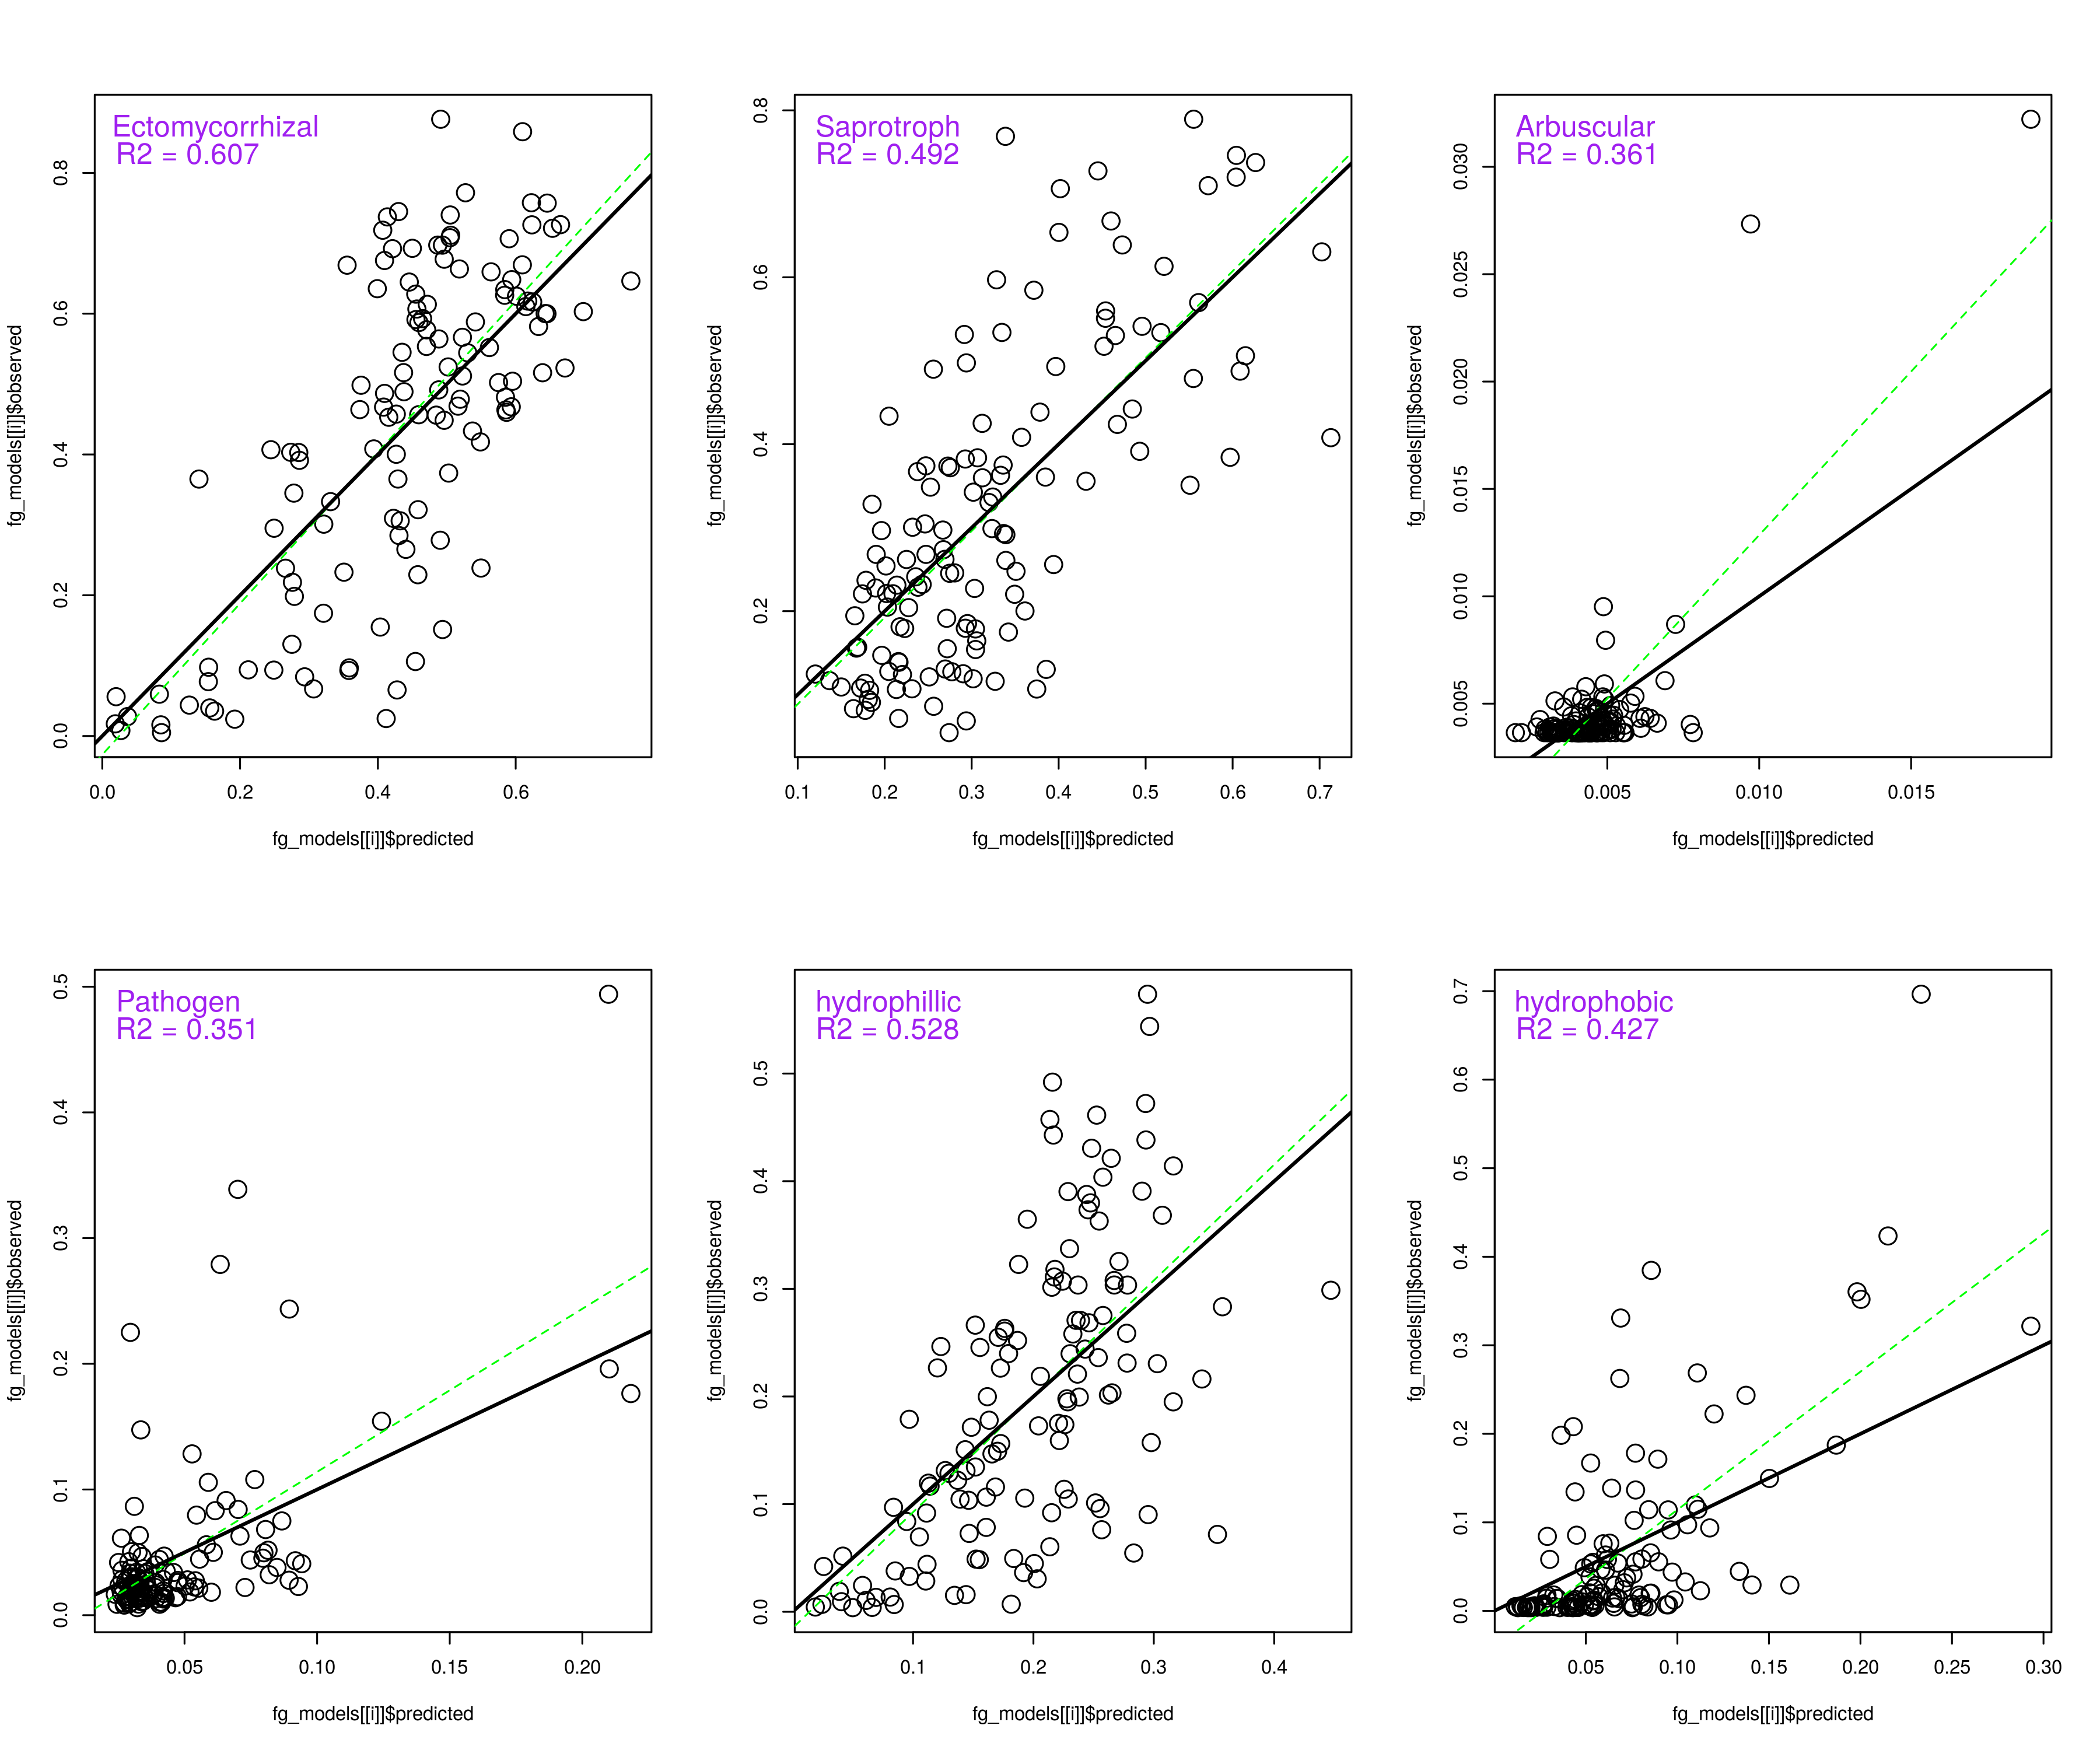 Ectomycorrhizal
R2 = 0.607
fg_models[[i]]$observed
0.8
0.6
0.4
0.2
0.0
0.0 0.2 0.4 0.6
fg_models[[i]]$predicted
Saprotroph
R2 = 0.492
fg_models[[i]]$observed
0.8
0.6
0.4
0.2
0.1 0.2 0.3 0.4 0.5 0.6 0.7
fg_models[[i]]$predicted
Arbuscular
R2 = 0.361
fg_models[[i]]$observed
0.030
0.025
0.020
0.015
0.010
0.005
0.005 0.010 0.015
fg_models[[i]]$predicted
Pathogen
R2 = 0.351
fg_models[[i]]$observed
0.5
0.4
0.3
0.2
0.1
0.0
0.05 0.10 0.15 0.20
fg_models[[i]]$predicted
hydrophillic
R2 = 0.528
fg_models[[i]]$observed
0.5
0.4
0.3
0.2
0.1
0.0
0.1 0.2 0.3 0.4
fg_models[[i]]$predicted
hydrophobic
R2 = 0.427
fg_models[[i]]$observed
0.7
0.6
0.5
0.4
0.3
0.2
0.1
0.0
0.05 0.10 0.15 0.20 0.25 0.30
fg_models[[i]]$predicted